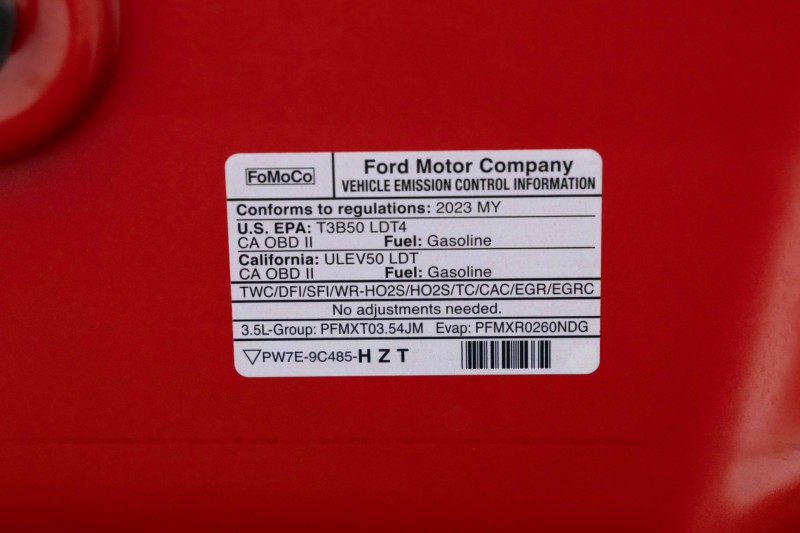 FoMoCo
Ford Motor Company
VEHICLE EMISSION CONTROL INFORMATION
Conforms to regulations: 2023 MY
U.S. EPA: T3B50 LDT4
CA OBD II Fuel: Gasoline
California: ULEV50 LDT
CA OBD II Fuel: Gasoline
TWC/DFI/SFI/WR-HO2S/HO2S/TC/CAC/EGR/EGRC
No adjustments needed.
3.5L-Group: PFMXT03.54JM Evap: PFMXR0260NDG
PW7E-9C485-HZT